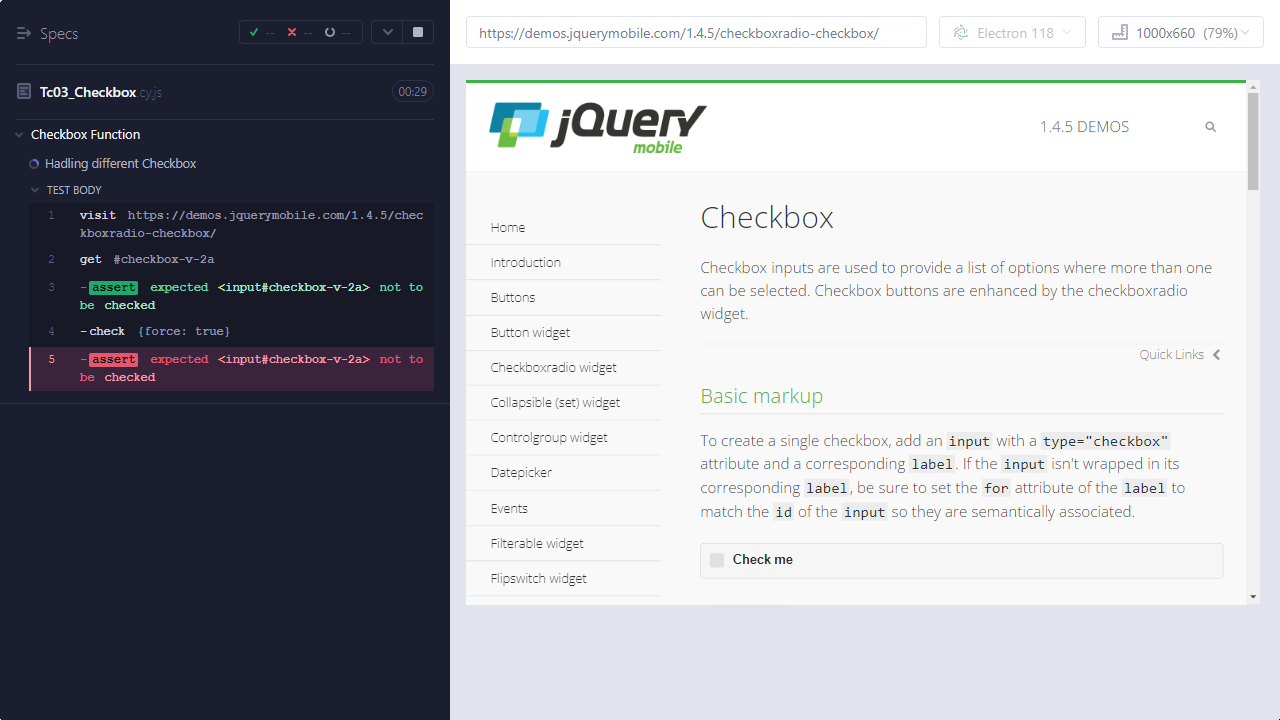 Specs
-- -- --
Tc03_Checkbox.cy.js 00:29
Checkbox Function
Hadling different Checkbox
TEST BODY
1 visit https://demos.jquerymobile.com/1.4.5/chec
kboxradio-checkbox/
2 get #checkbox-v-2a
3 -assert expected <input#checkbox-v-2a> not to
be checked
4 -check {force: true}
5 -assert expected <input#checkbox-v-2a> not to
be checked
https://demos.jquerymobile.com/1.4.5/checkboxradio-checkbox/
Electron 118
1000x660 (79%)
jQuery
mobile
1.4.5 DEMOS
Home
Introduction
Buttons
Button widget
Checkboxradio widget
Collapsible (set) widget
Controlgroup widget
Datepicker
Events
Filterable widget
Flipswitch widget
Checkbox
Checkbox inputs are used to provide a list of options where more than one
can be selected. Checkbox buttons are enhanced by the checkboxradio
widget.
Quick Links
Basic markup
To create a single checkbox, add an input with a type="checkbox"
attribute and a corresponding label. If the input isn't wrapped in its
corresponding label, be sure to set the for attribute of the label to
match the id of the input so they are semantically associated.
Check me